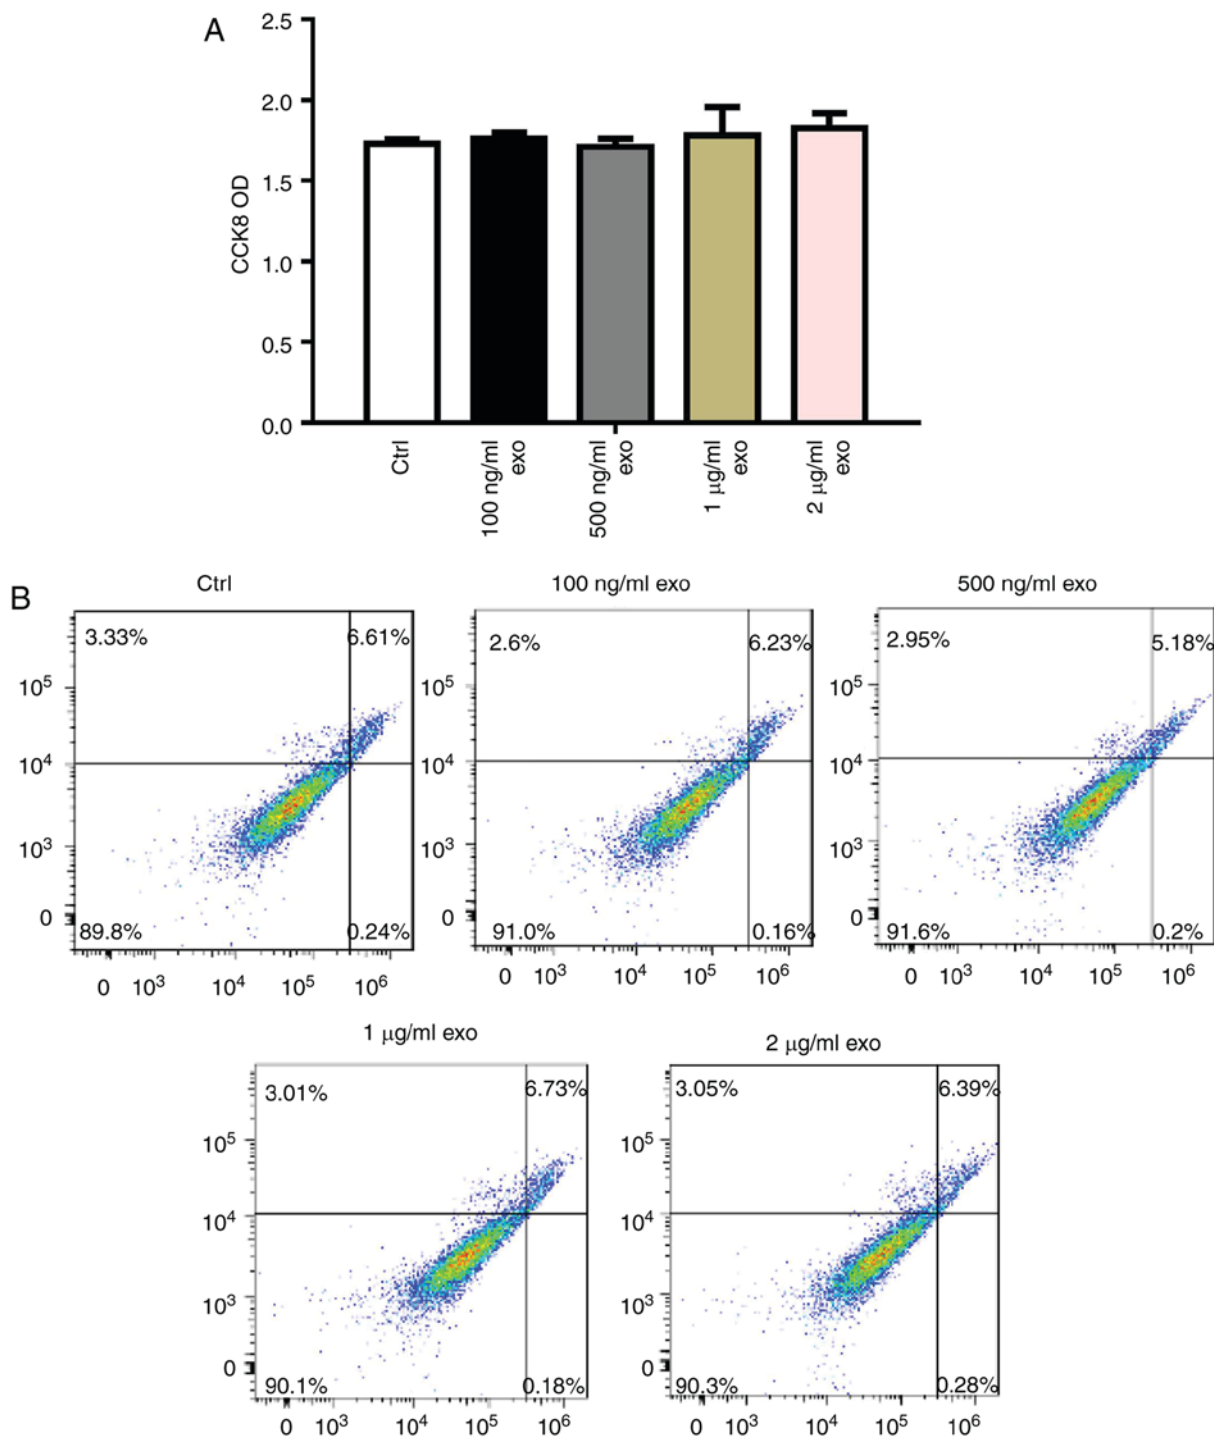 A
2.5
2.0
1.5
1.0
0.5
0.0
CCK8 OD
Ctrl
100 ng/ml
exo
500 ng/ml
exo
1 μg/ml
exo
2 μg/ml
exo
B
Ctrl
3.33%
6.61%
10⁵
10⁴
10³
0
89.8%
0.24%
0 10³ 10⁴ 10⁵ 10⁶
100 ng/ml exo
2.6%
6.23%
10⁵
10⁴
10³
0
91.0%
0.16%
0 10³ 10⁴ 10⁵ 10⁶
500 ng/ml exo
2.95%
5.18%
10⁵
10⁴
10³
0
91.6%
0.2%
0 10³ 10⁴ 10⁵ 10⁶
1 μg/ml exo
3.01%
6.73%
10⁵
10⁴
10³
0
90.1%
0.18%
0 10³ 10⁴ 10⁵ 10⁶
2 μg/ml exo
3.05%
6.39%
10⁵
10⁴
10³
0
90.3%
0.28%
0 10³ 10⁴ 10⁵ 10⁶